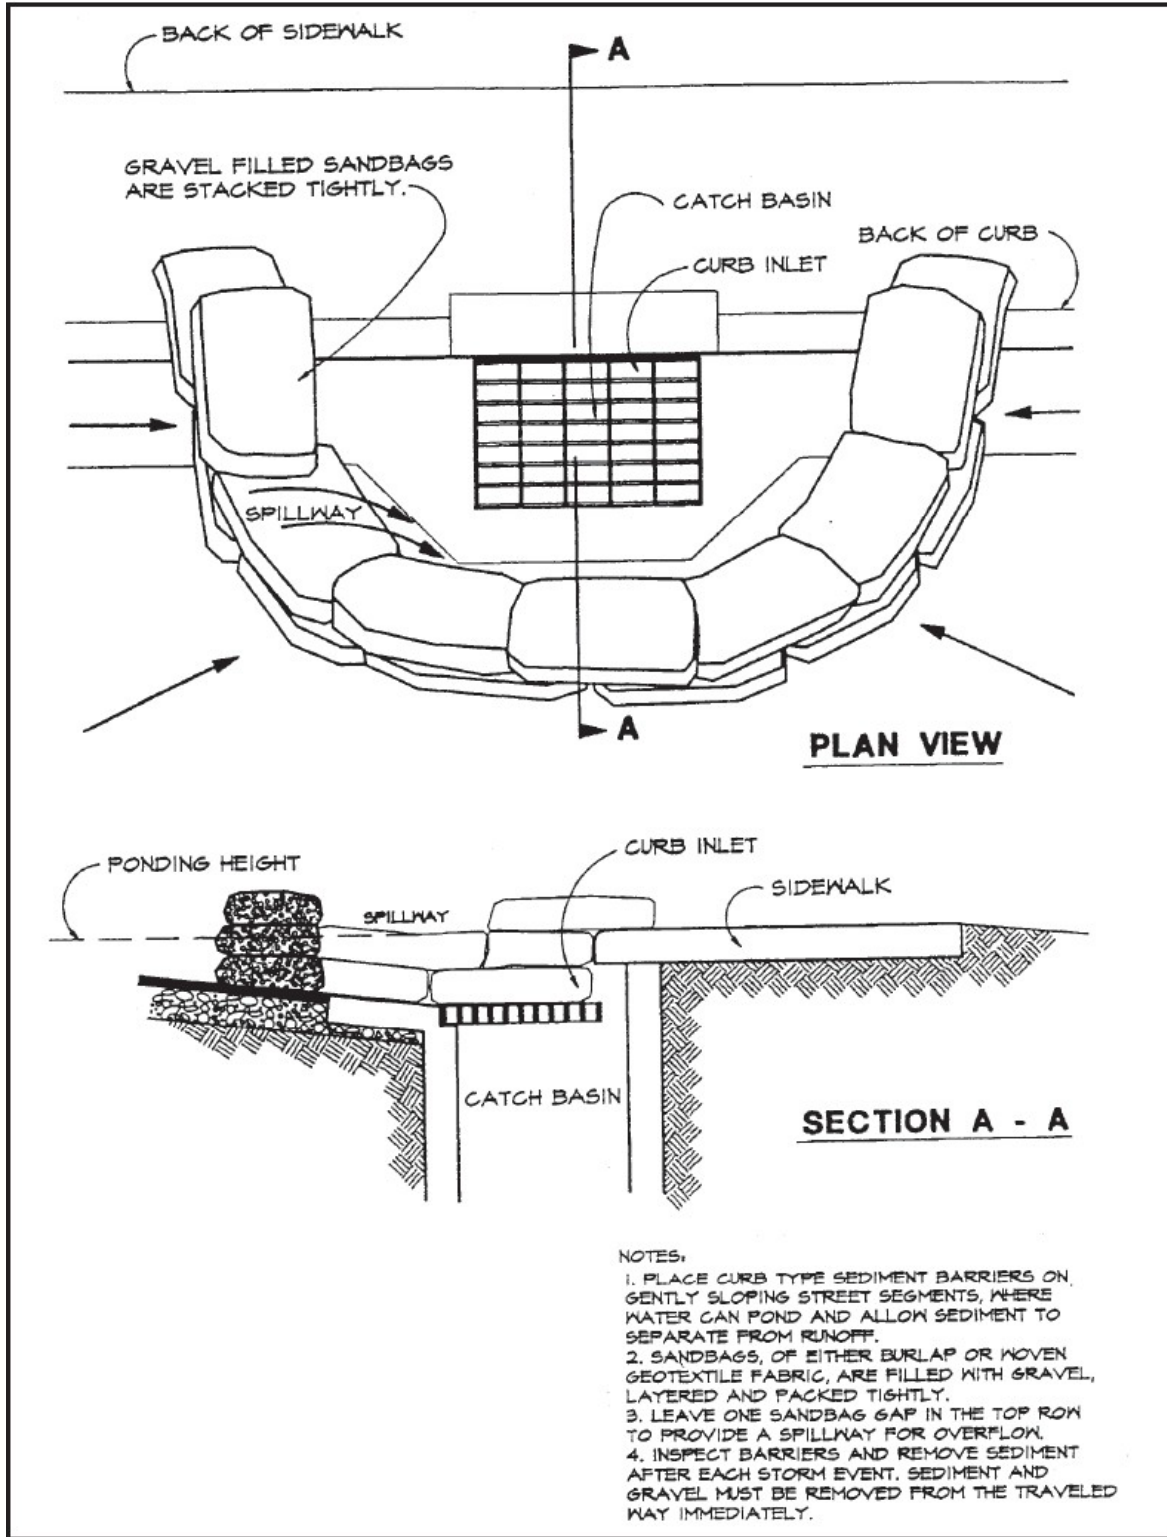 BACK OF SIDEWALK
A
GRAVEL FILLED SANDBAGS
ARE STACKED TIGHTLY.
CATCH BASIN
BACK OF CURB
CURB INLET
SPILLWAY
A
PLAN VIEW
PONDING HEIGHT
CURB INLET
SIDEWALK
SPILLWAY
CATCH BASIN
SECTION A - A
NOTES:
1. PLACE CURB TYPE SEDIMENT BARRIERS ON
GENTLY SLOPING STREET SEGMENTS, WHERE
WATER CAN POND AND ALLOW SEDIMENT TO
SEPARATE FROM RUNOFF.
2. SANDBAGS, OF EITHER BURLAP OR WOVEN
GEOTEXTILE FABRIC, ARE FILLED WITH GRAVEL,
LAYERED AND PACKED TIGHTLY.
3. LEAVE ONE SANDBAG GAP IN THE TOP ROW
TO PROVIDE A SPILLWAY FOR OVERFLOW.
4. INSPECT BARRIERS AND REMOVE SEDIMENT
AFTER EACH STORM EVENT. SEDIMENT AND
GRAVEL MUST BE REMOVED FROM THE TRAVELED
WAY IMMEDIATELY.